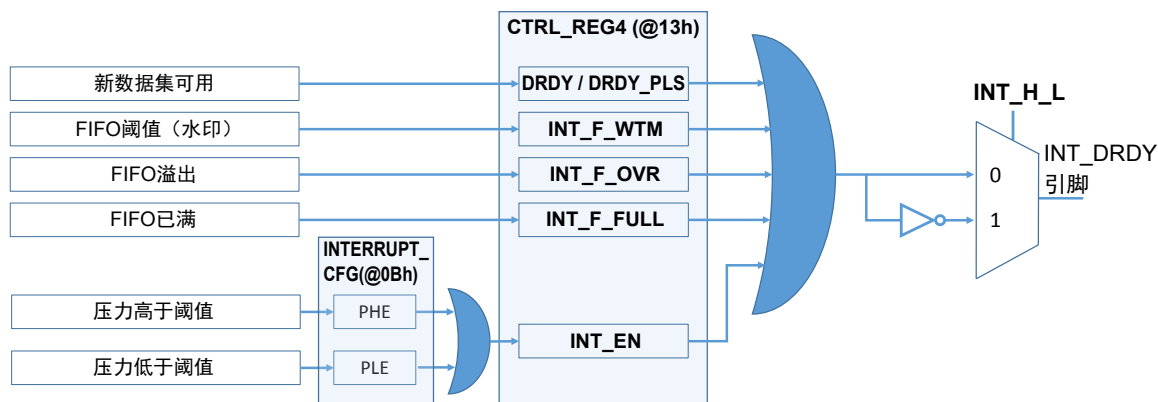 CTRL_REG4 (@13h)
新数据集可用
DRDY / DRDY_PLS
FIFO阈值（水印）
INT_F_WTM
FIFO溢出
INT_F_OVR
FIFO已满
INT_F_FULL
INTERRUPT_
CFG(@0Bh)
压力高于阈值
PHE
压力低于阈值
PLE
INT_EN
INT_H_L
0
1
INT_DRDY
引脚